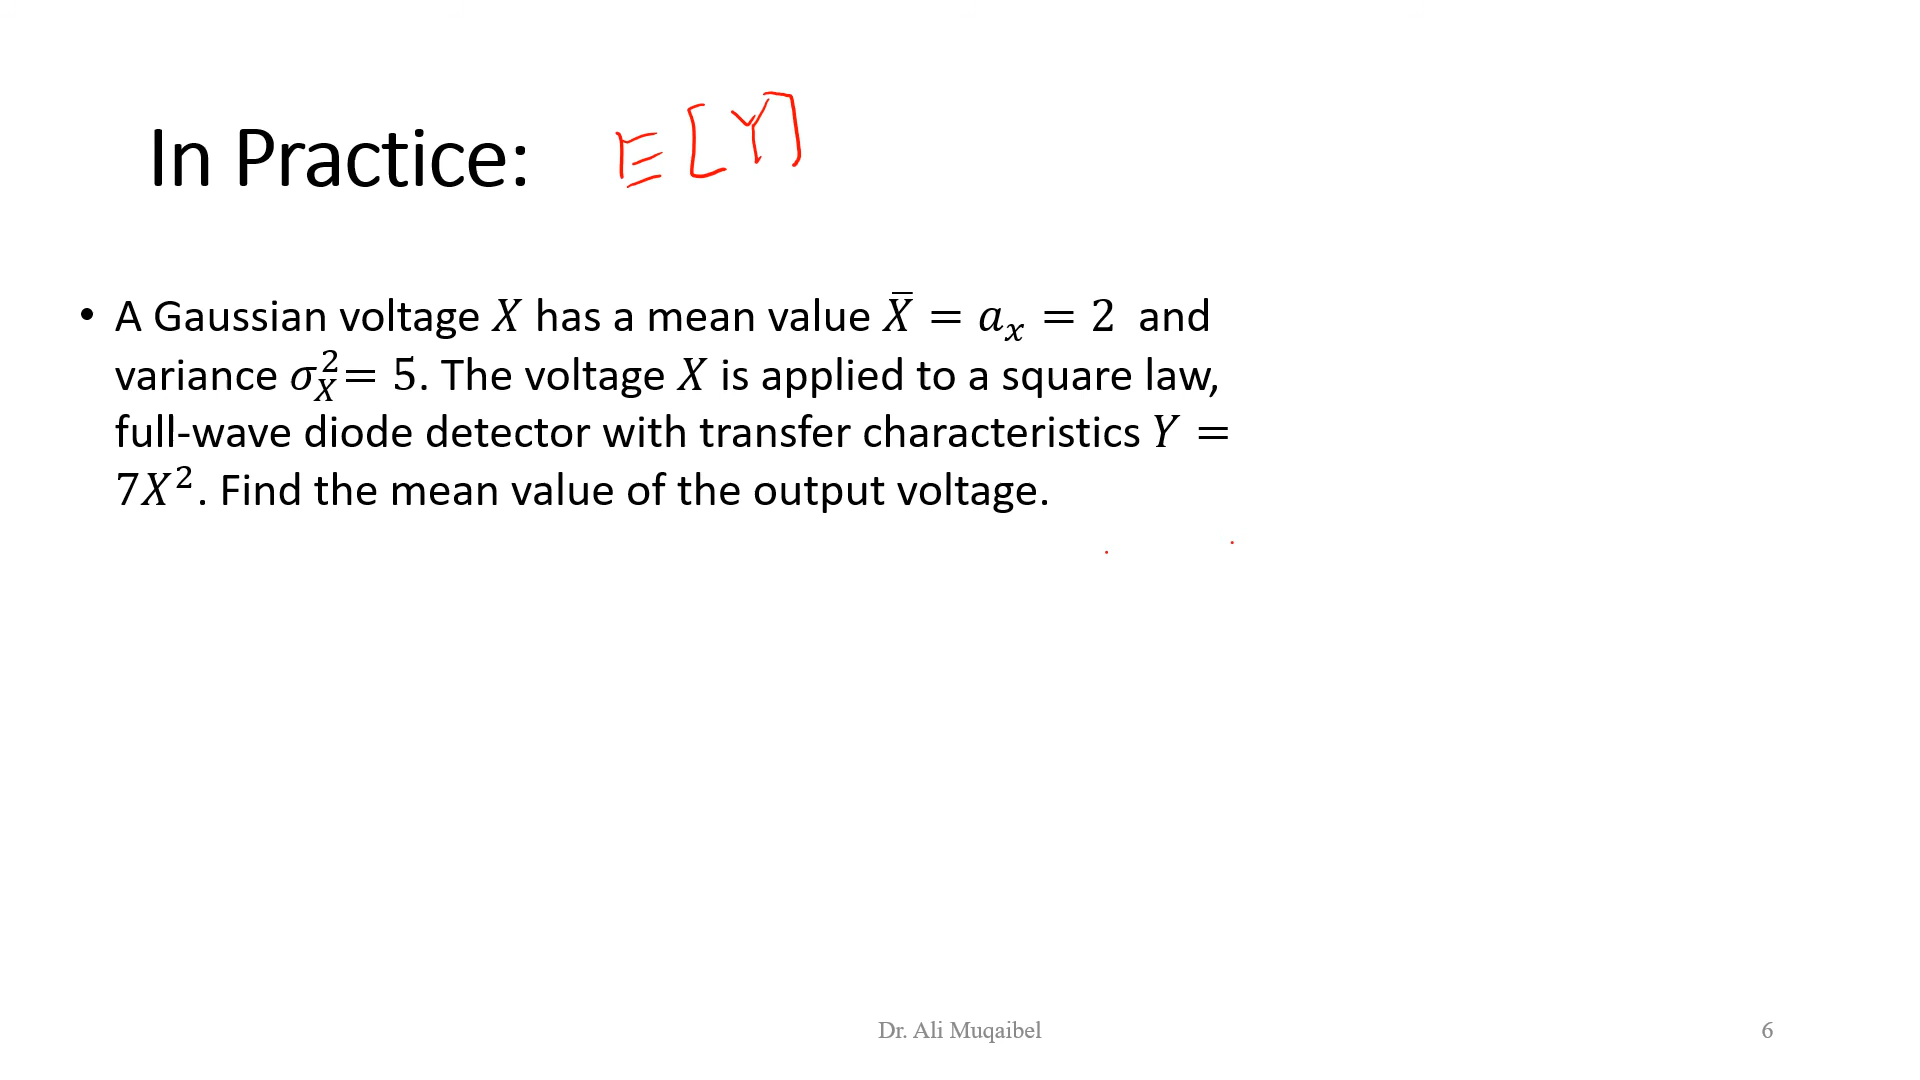 In Practice: E[Y]
• A Gaussian voltage X has a mean value X̄ = aₓ = 2 and
variance σ_X² = 5. The voltage X is applied to a square law,
full-wave diode detector with transfer characteristics Y =
7X². Find the mean value of the output voltage.
Dr. Ali Muqaibel
6